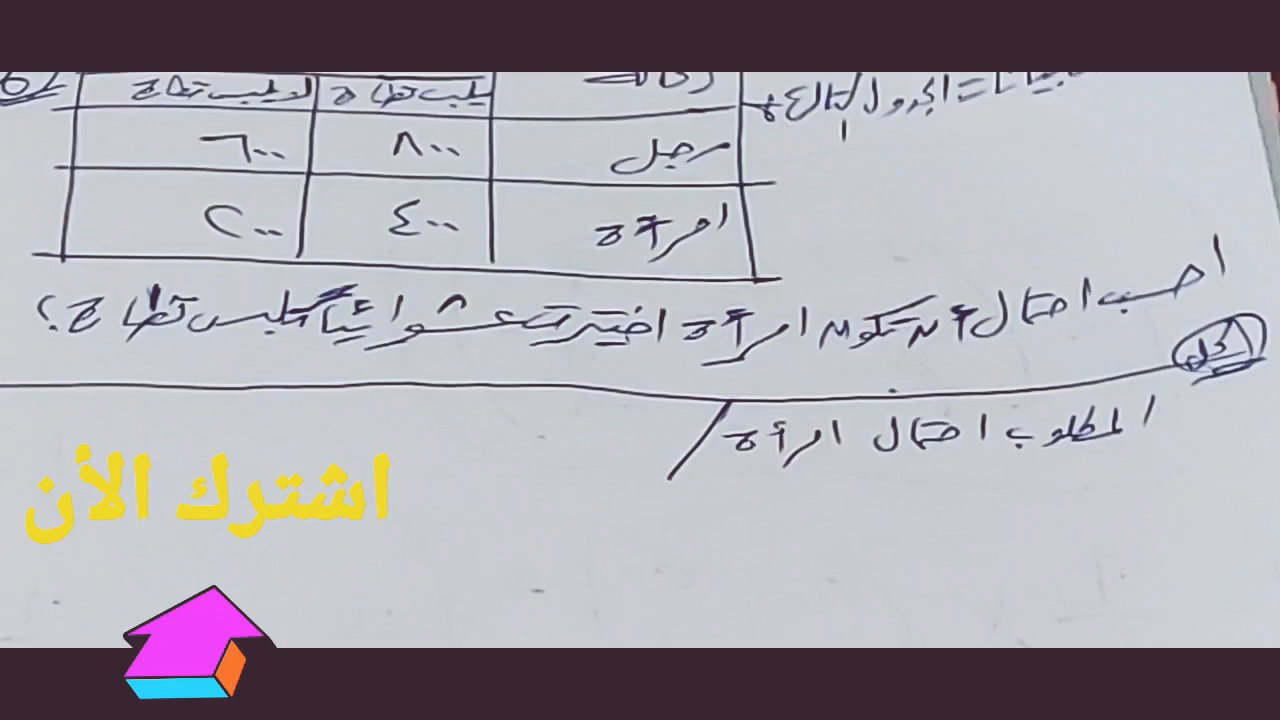 الجدول التالي
يلبس نظارة لا يلبس نظارة
رجل ٨٠٠ ٦٠٠
امرأة ٤٠٠ ٢٠٠
احسب احتمال أن تكون امرأة اختيرت عشوائياً تلبس نظارة؟
الحل
المطلوب احتمال امرأة /
اشترك الأن